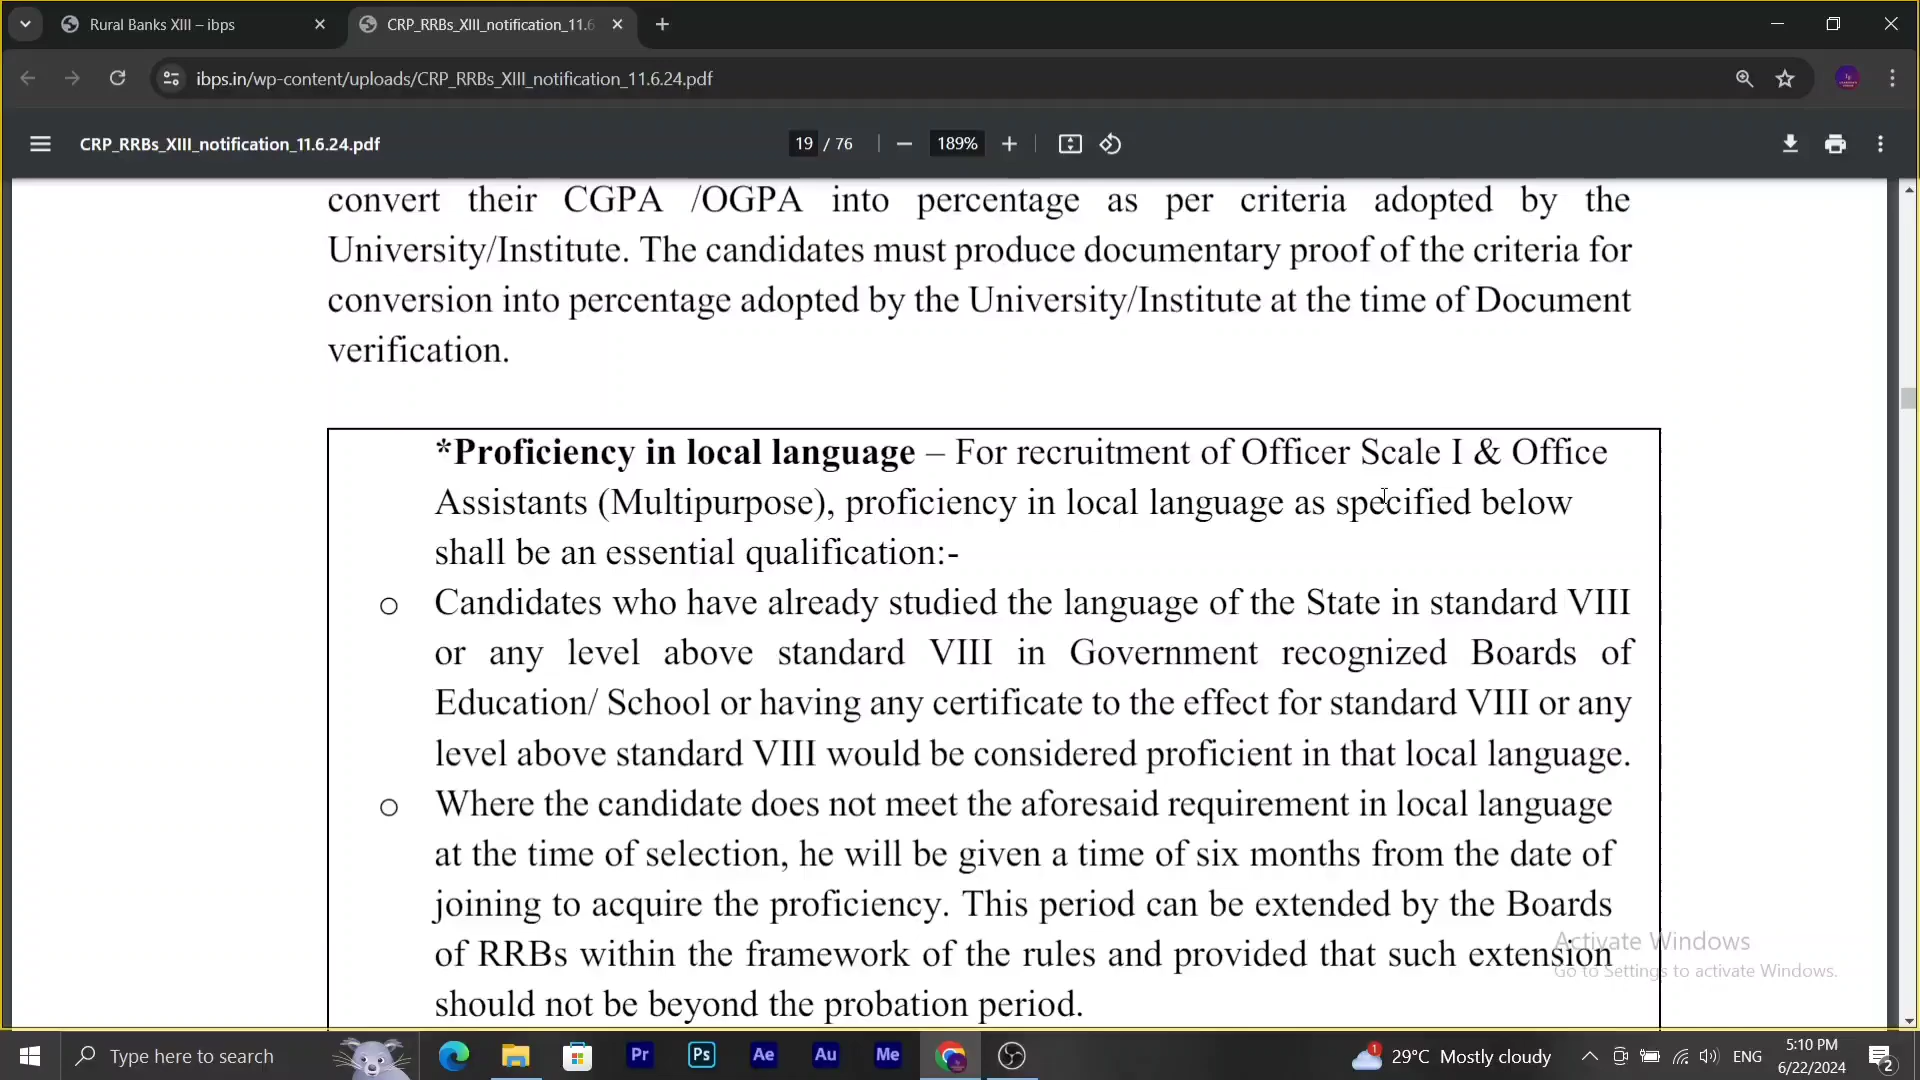 Rural Banks XIII – ibps
CRP_RRBs_XIII_notification_11.6
ibps.in/wp-content/uploads/CRP_RRBs_XIII_notification_11.6.24.pdf
CRP_RRBs_XIII_notification_11.6.24.pdf
19 / 76
189%
convert their CGPA /OGPA into percentage as per criteria adopted by the
University/Institute. The candidates must produce documentary proof of the criteria for
conversion into percentage adopted by the University/Institute at the time of Document
verification.
*Proficiency in local language – For recruitment of Officer Scale I & Office
Assistants (Multipurpose), proficiency in local language as specified below
shall be an essential qualification:-
o Candidates who have already studied the language of the State in standard VIII
or any level above standard VIII in Government recognized Boards of
Education/ School or having any certificate to the effect for standard VIII or any
level above standard VIII would be considered proficient in that local language.
o Where the candidate does not meet the aforesaid requirement in local language
at the time of selection, he will be given a time of six months from the date of
joining to acquire the proficiency. This period can be extended by the Boards
of RRBs within the framework of the rules and provided that such extension
should not be beyond the probation period.
Activate Windows
Go to Settings to activate Windows.
Type here to search
Pr
Ps
Ae
Au
Me
1
29°C Mostly cloudy
ENG
5:10 PM
6/22/2024
2